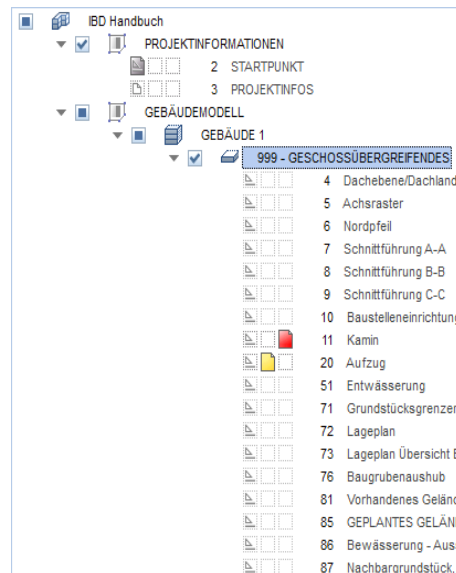 IBD Handbuch
PROJEKTINFORMATIONEN
2 STARTPUNKT
3 PROJEKTINFOS
GEBÄUDEMODELL
GEBÄUDE 1
999 - GESCHOSSÜBERGREIFENDES
4 Dachebene/Dachland
5 Achsraster
6 Nordpfeil
7 Schnittführung A-A
8 Schnittführung B-B
9 Schnittführung C-C
10 Baustelleneinrichtung
11 Kamin
20 Aufzug
51 Entwässerung
71 Grundstücksgrenzen
72 Lageplan
73 Lageplan Übersicht
76 Baugrubenaushub
81 Vorhandenes Gelän
85 GEPLANTES GELÄN
86 Bewässerung - Aus
87 Nachbargrundstück,